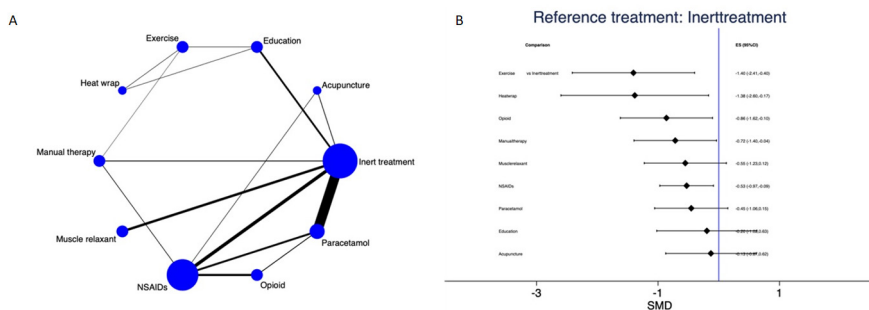 A
Exercise
Education
Heat wrap
Acupuncture
Manual therapy
Inert treatment
Muscle relaxant
Paracetamol
NSAIDs
Opioid
B
Reference treatment: Inerttreatment
Comparison ES (95%CI)
Exercise vs Inerttreatment -1.40 (-2.41,-0.40)
Heatwrap -1.38 (-2.60,-0.17)
Opioid -0.86 (-1.62,-0.10)
Manualtherapy -0.72 (-1.40,-0.04)
Musclerelaxant -0.55 (-1.23,0.12)
NSAIDs -0.53 (-0.97,-0.09)
Paracetamol -0.45 (-1.06,0.15)
Education
Acupuncture
-3 -1 1
SMD